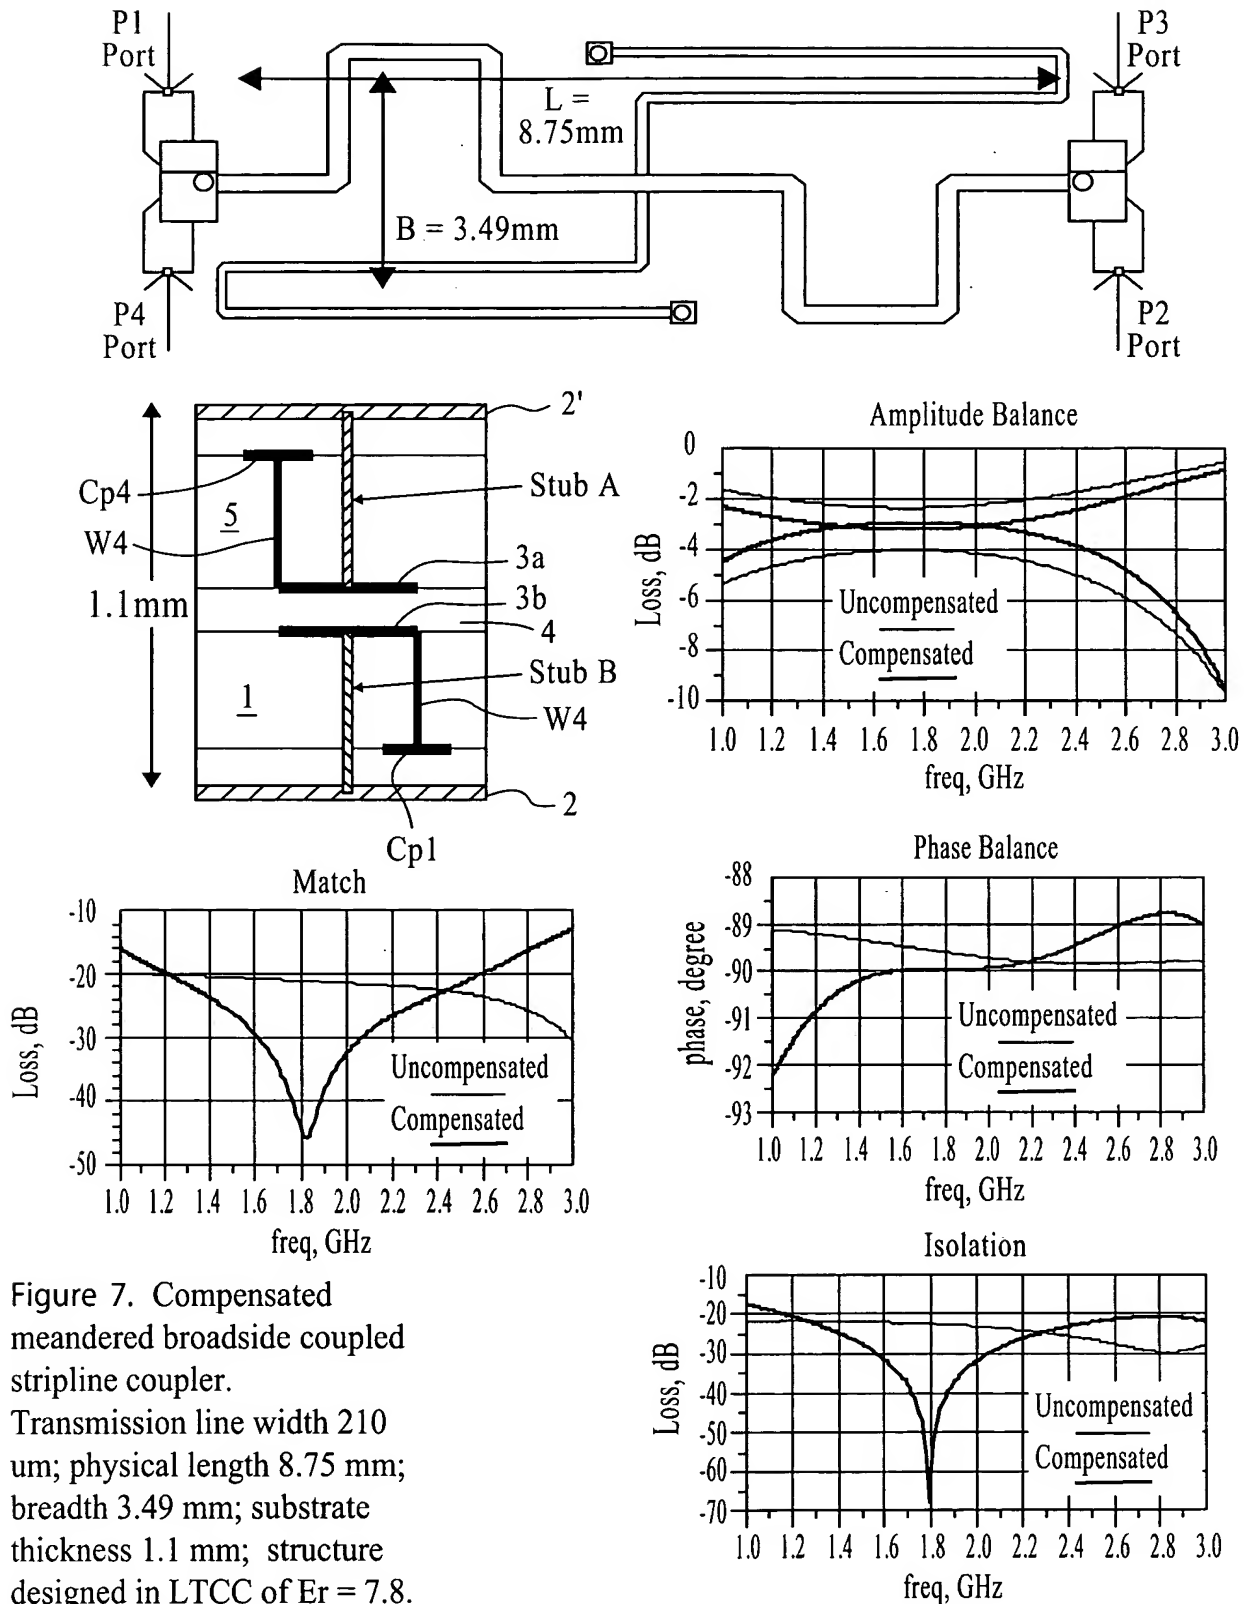 P1
Port
P3
Port
L =
8.75mm
B = 3.49mm
P4
Port
P2
Port
2'
Cp4
5
Stub A
W4
3a
1.1mm
3b
4
Stub B
1
W4
2
Cp1
Amplitude Balance
0
-2
-4
-6
-8
-10
Loss, dB
Uncompensated
Compensated
1.0 1.2 1.4 1.6 1.8 2.0 2.2 2.4 2.6 2.8 3.0
freq, GHz
Match
-10
-20
-30
-40
-50
Loss, dB
Uncompensated
Compensated
1.0 1.2 1.4 1.6 1.8 2.0 2.2 2.4 2.6 2.8 3.0
freq, GHz
Phase Balance
-88
-89
-90
-91
-92
-93
phase, degree
Uncompensated
Compensated
1.0 1.2 1.4 1.6 1.8 2.0 2.2 2.4 2.6 2.8 3.0
freq, GHz
Isolation
-10
-20
-30
-40
-50
-60
-70
Loss, dB
Uncompensated
Compensated
1.0 1.2 1.4 1.6 1.8 2.0 2.2 2.4 2.6 2.8 3.0
freq, GHz
Figure 7. Compensated
meandered broadside coupled
stripline coupler.
Transmission line width 210
um; physical length 8.75 mm;
breadth 3.49 mm; substrate
thickness 1.1 mm; structure
designed in LTCC of Er = 7.8.